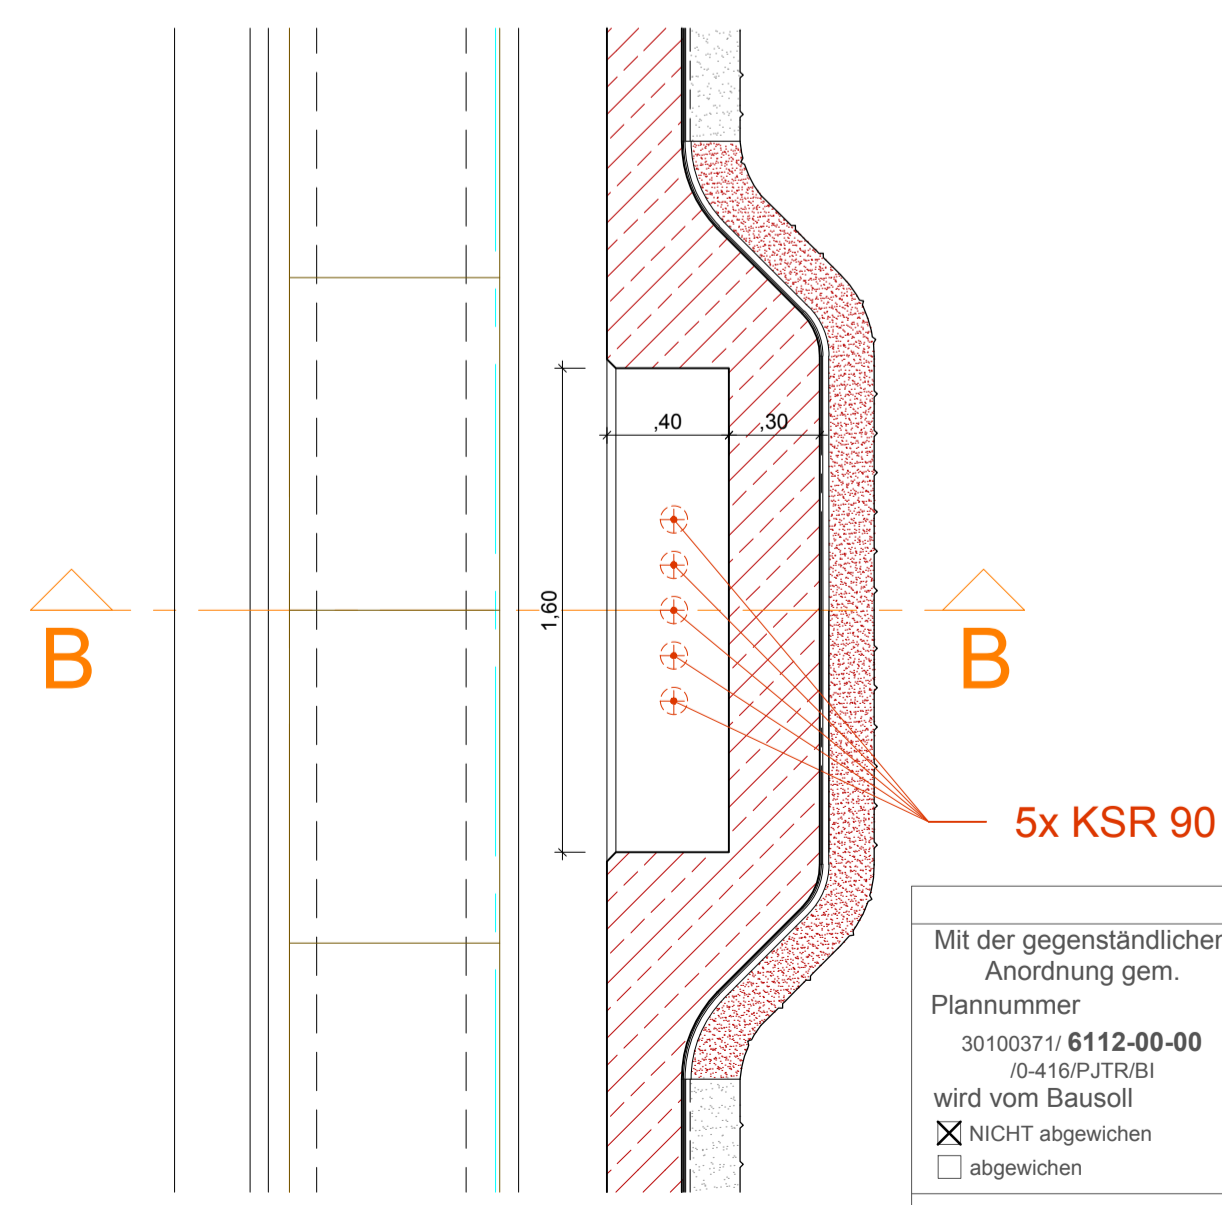 ,40 ,30
1,60
B B
5x KSR 90
Mit der gegenständlichen
Anordnung gem.
Plannummer
30100371/ 6112-00-00
/0-416/PJTR/BI
wird vom Bausoll
NICHT abgewichen
abgewichen